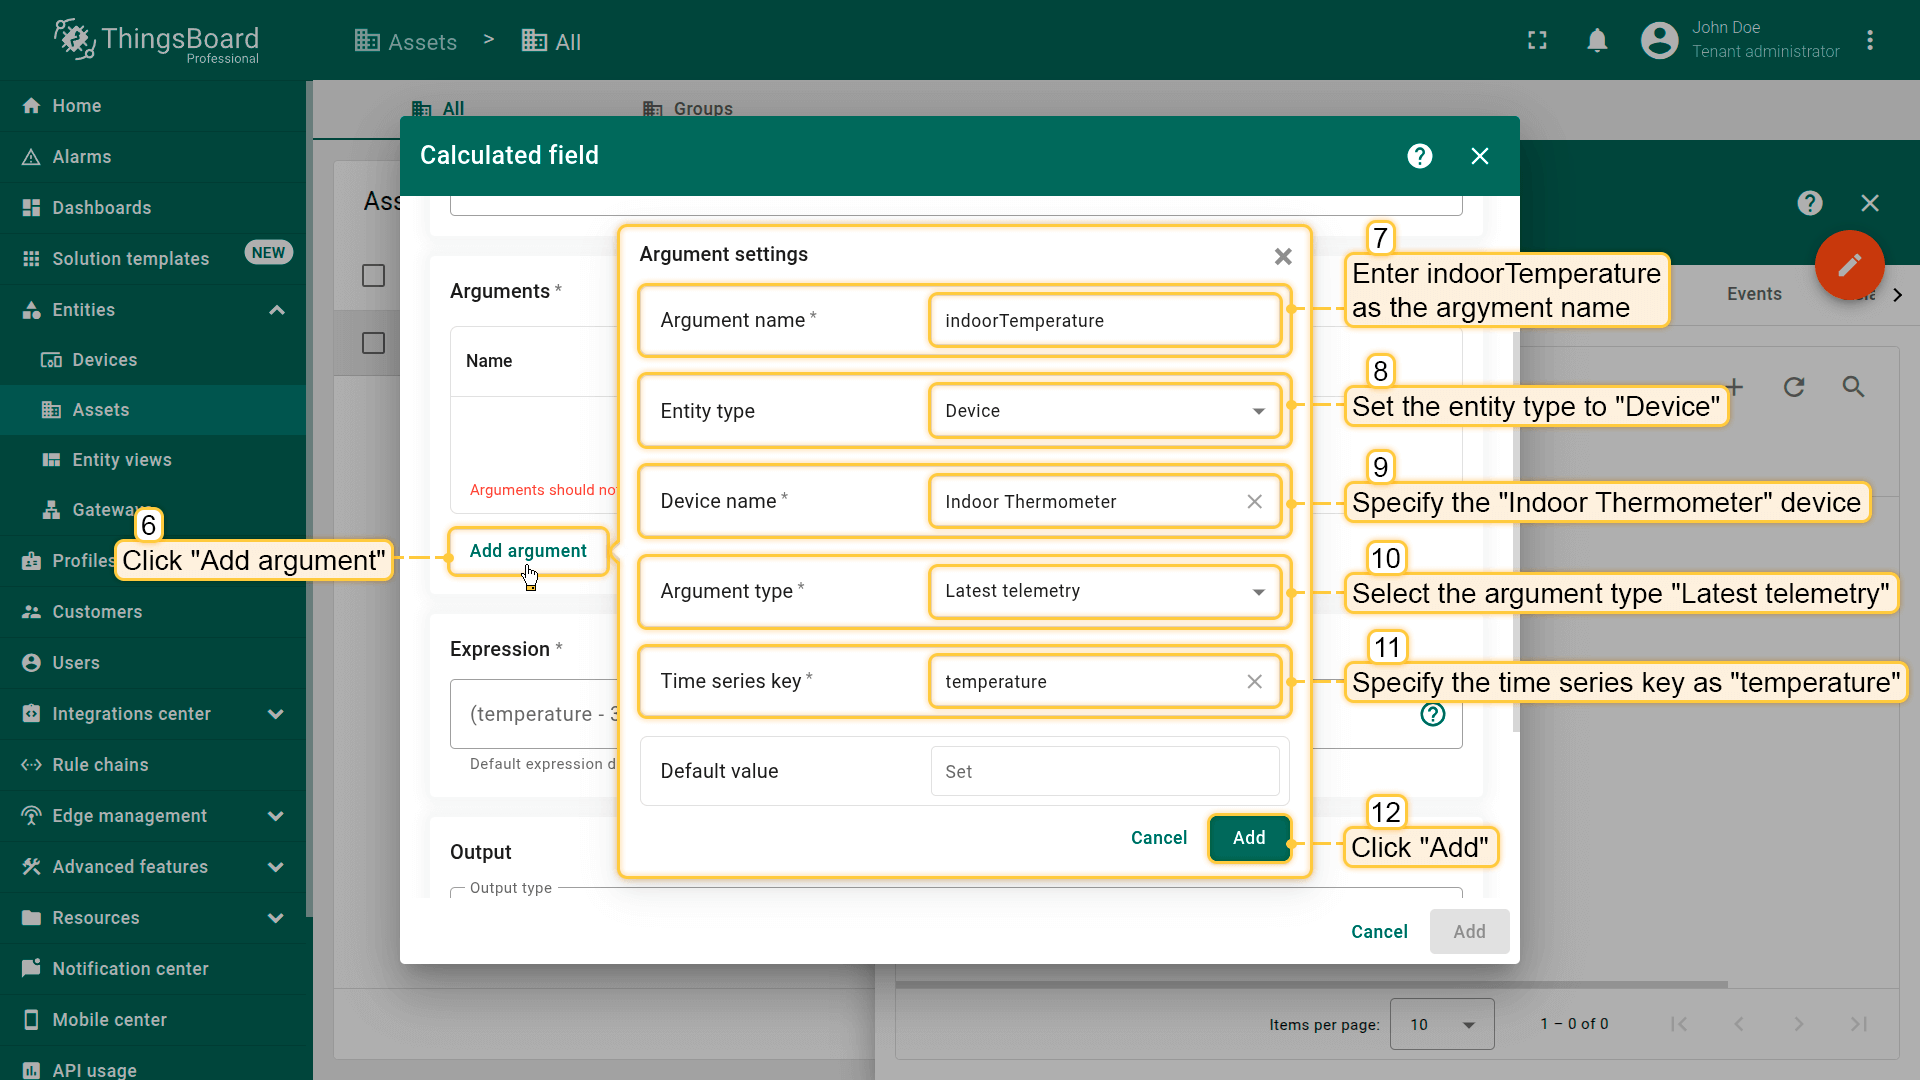 ThingsBoard
Professional
Assets > All
John Doe
Tenant administrator
Home
Alarms
Dashboards
Solution templates NEW
Entities
Devices
Assets
Entity views
Profiles
Customers
Users
Integrations center
Rule chains
Edge management
Advanced features
Resources
Notification center
Mobile center
API usage
All
Groups
Events
Calculated field
Arguments *
Name
Arguments should
6
Click "Add argument"
Add argument
Expression *
(temperature -
Default expression
Output
Output type
Argument settings
Argument name *
indoorTemperature
Entity type
Device
Device name *
Indoor Thermometer
Argument type *
Latest telemetry
Time series key *
temperature
Default value
Set
Cancel
Add
7
Enter indoorTemperature
as the argyment name
8
Set the entity type to "Device"
9
Specify the "Indoor Thermometer" device
10
Select the argument type "Latest telemetry"
11
Specify the time series key as "temperature"
12
Click "Add"
Cancel
Add
Items per page:
10
1 – 0 of 0